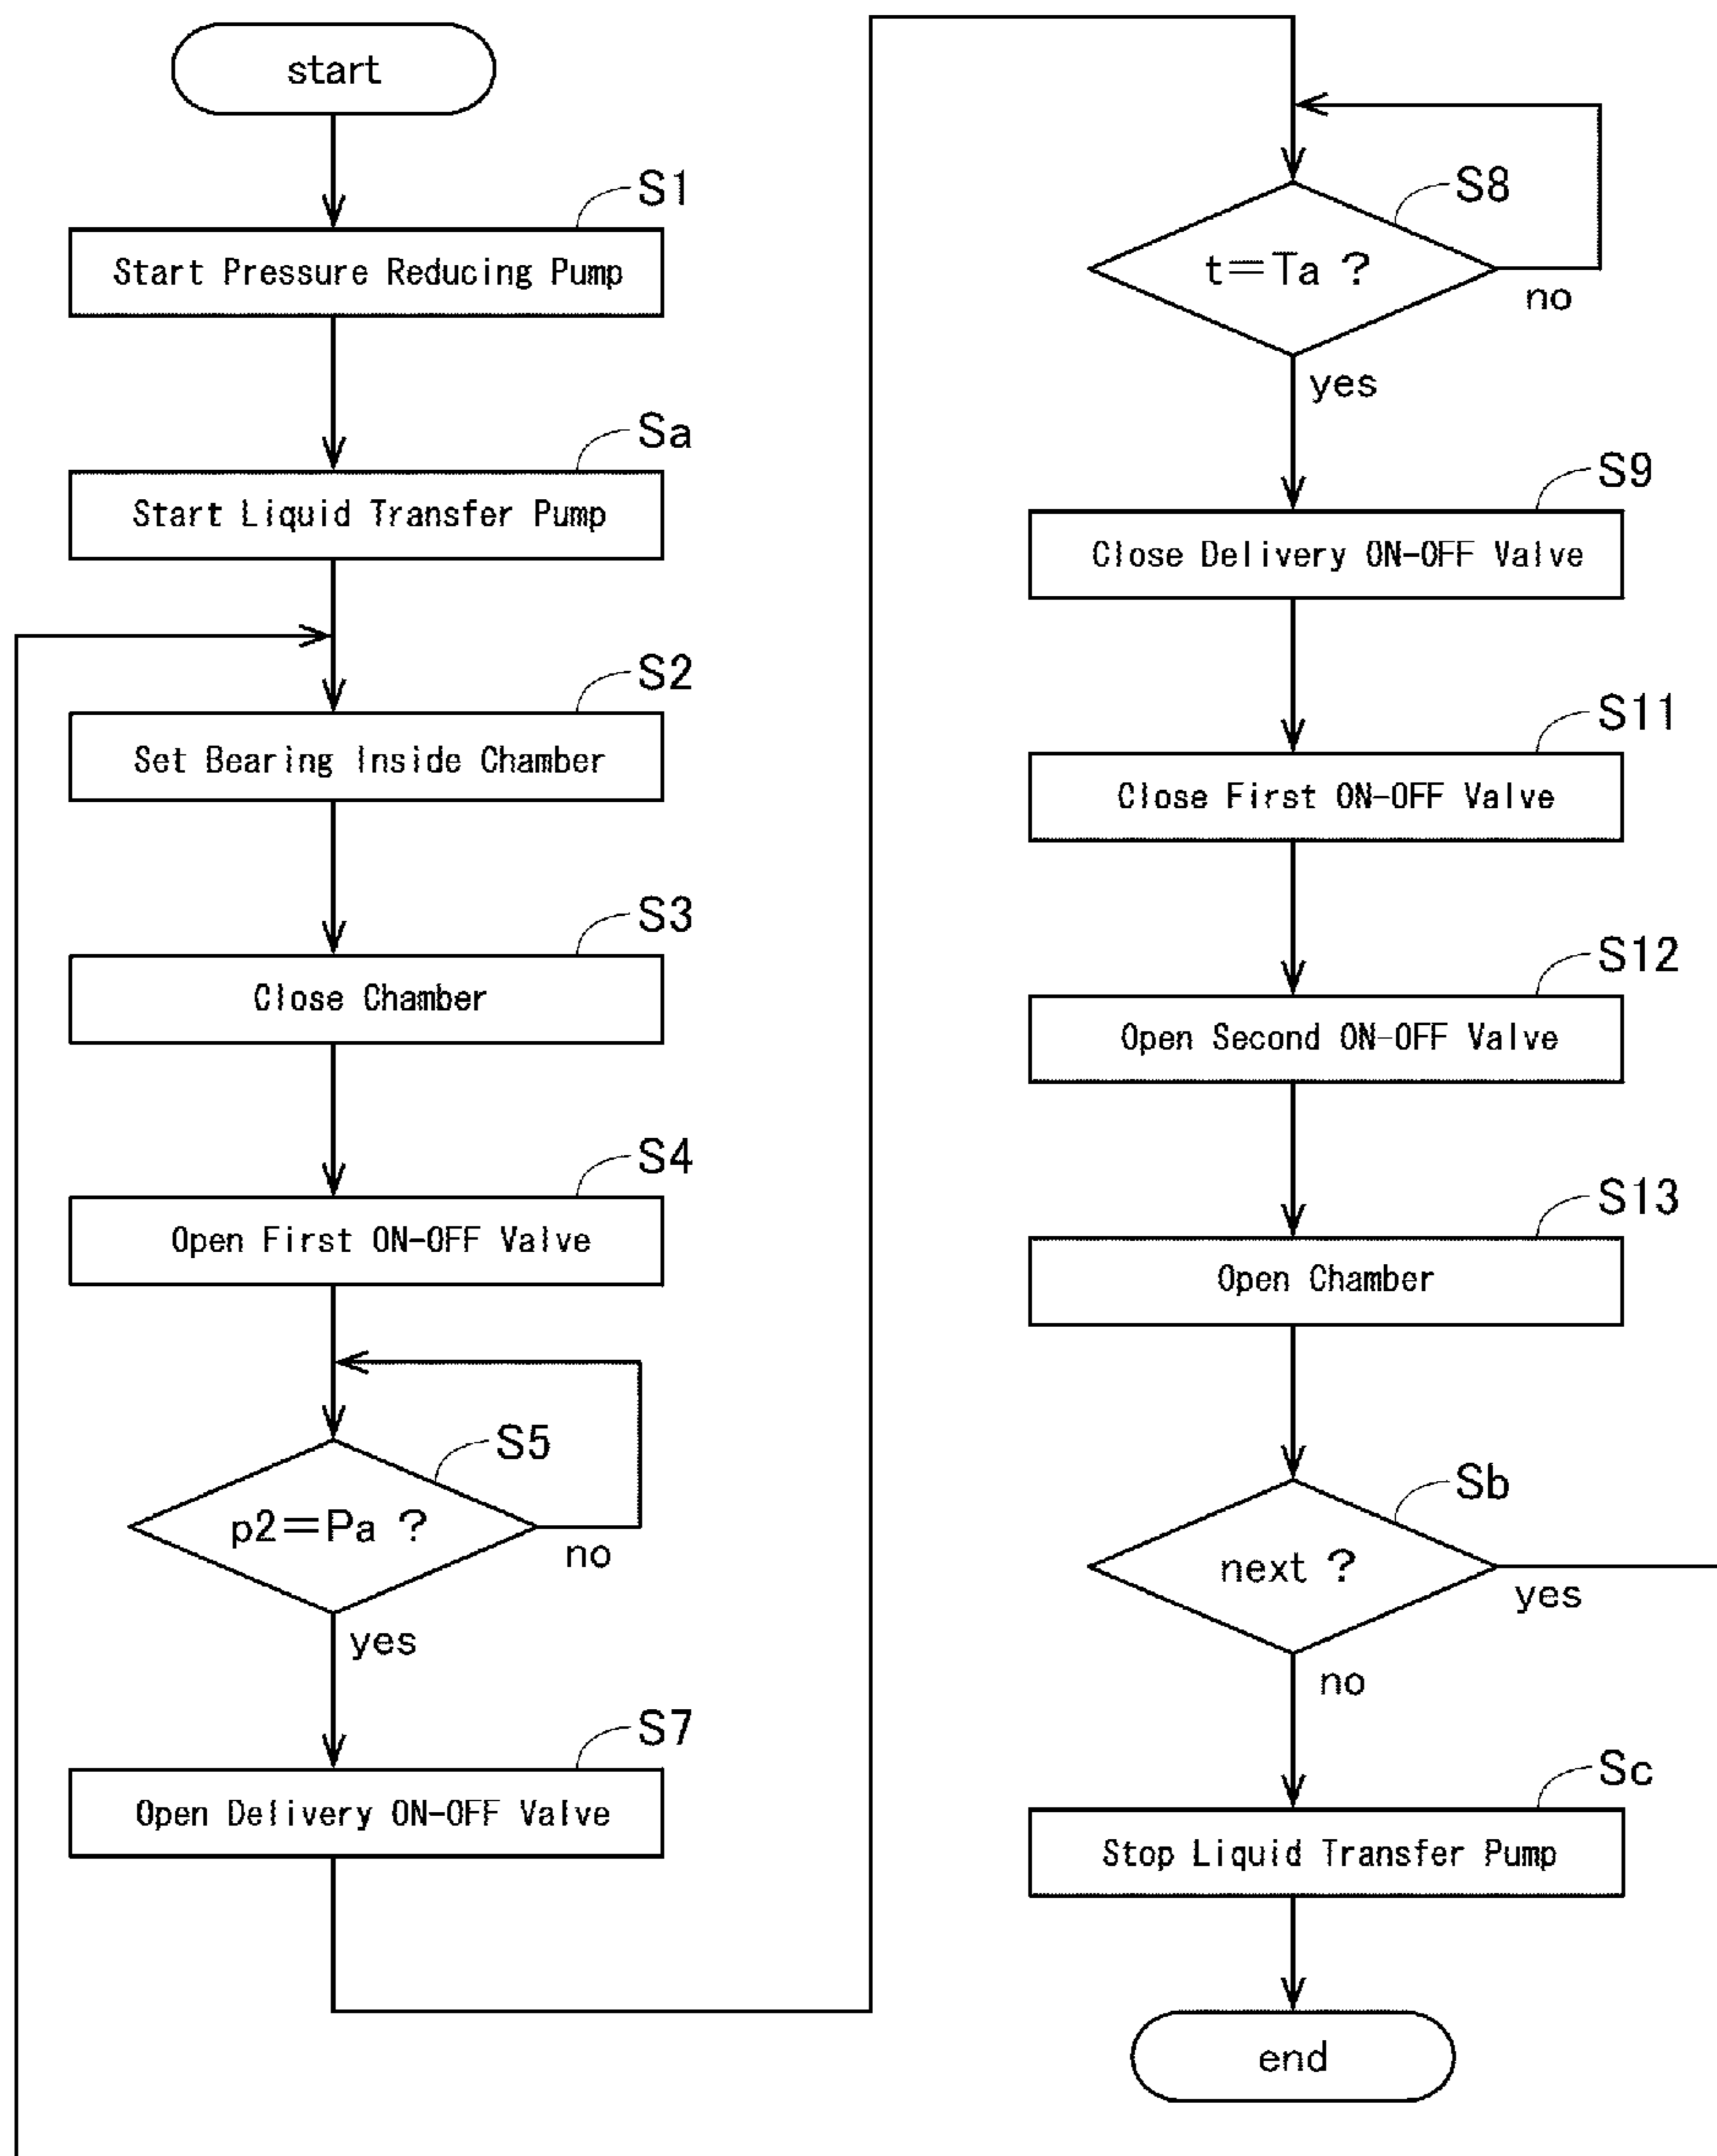 start
S1
Start Pressure Reducing Pump
Sa
Start Liquid Transfer Pump
S2
Set Bearing Inside Chamber
S3
Close Chamber
S4
Open First ON-OFF Valve
S5
p2=Pa ?
no
yes
S7
Open Delivery ON-OFF Valve
S8
t=Ta ?
no
yes
S9
Close Delivery ON-OFF Valve
S11
Close First ON-OFF Valve
S12
Open Second ON-OFF Valve
S13
Open Chamber
Sb
next ?
yes
no
Sc
Stop Liquid Transfer Pump
end